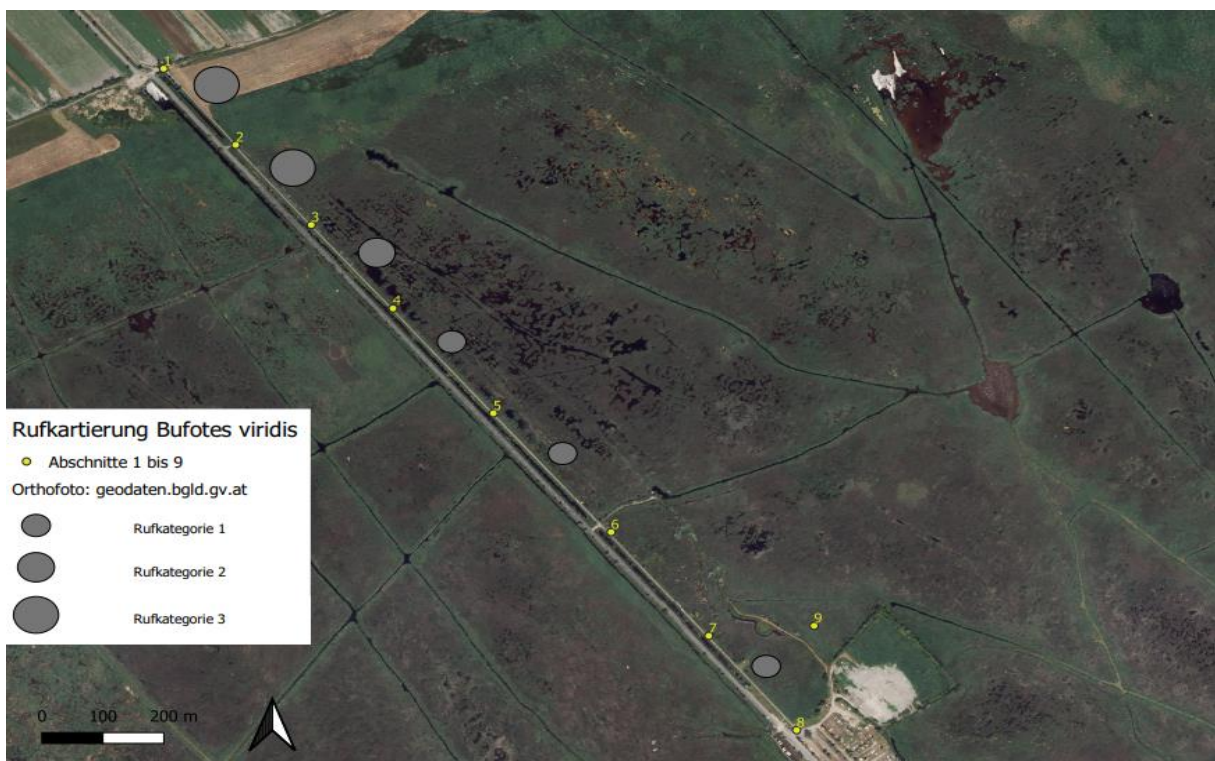 1
2
3
4
5
6
7
9
8
Rufkartierung Bufotes viridis
Abschnitte 1 bis 9
Orthofoto: geodaten.bgld.gv.at
Rufkategorie 1
Rufkategorie 2
Rufkategorie 3
0 100 200 m